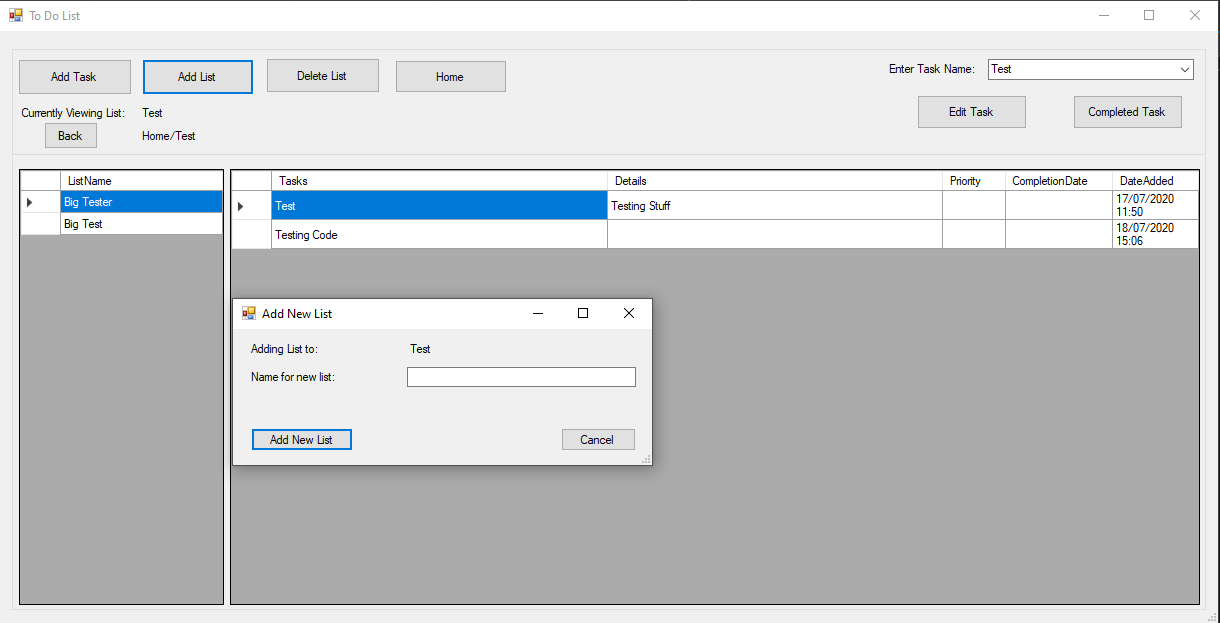 To Do List
Add Task
Add List
Delete List
Home
Enter Task Name:
Test
Currently Viewing List:
Test
Edit Task
Completed Task
Back
Home/Test
ListName
Big Tester
Big Test
Tasks
Details
Priority
CompletionDate
DateAdded
Test
Testing Stuff
17/07/2020
11:50
Testing Code
18/07/2020
15:06
Add New List
Adding List to:
Test
Name for new list:
Add New List
Cancel